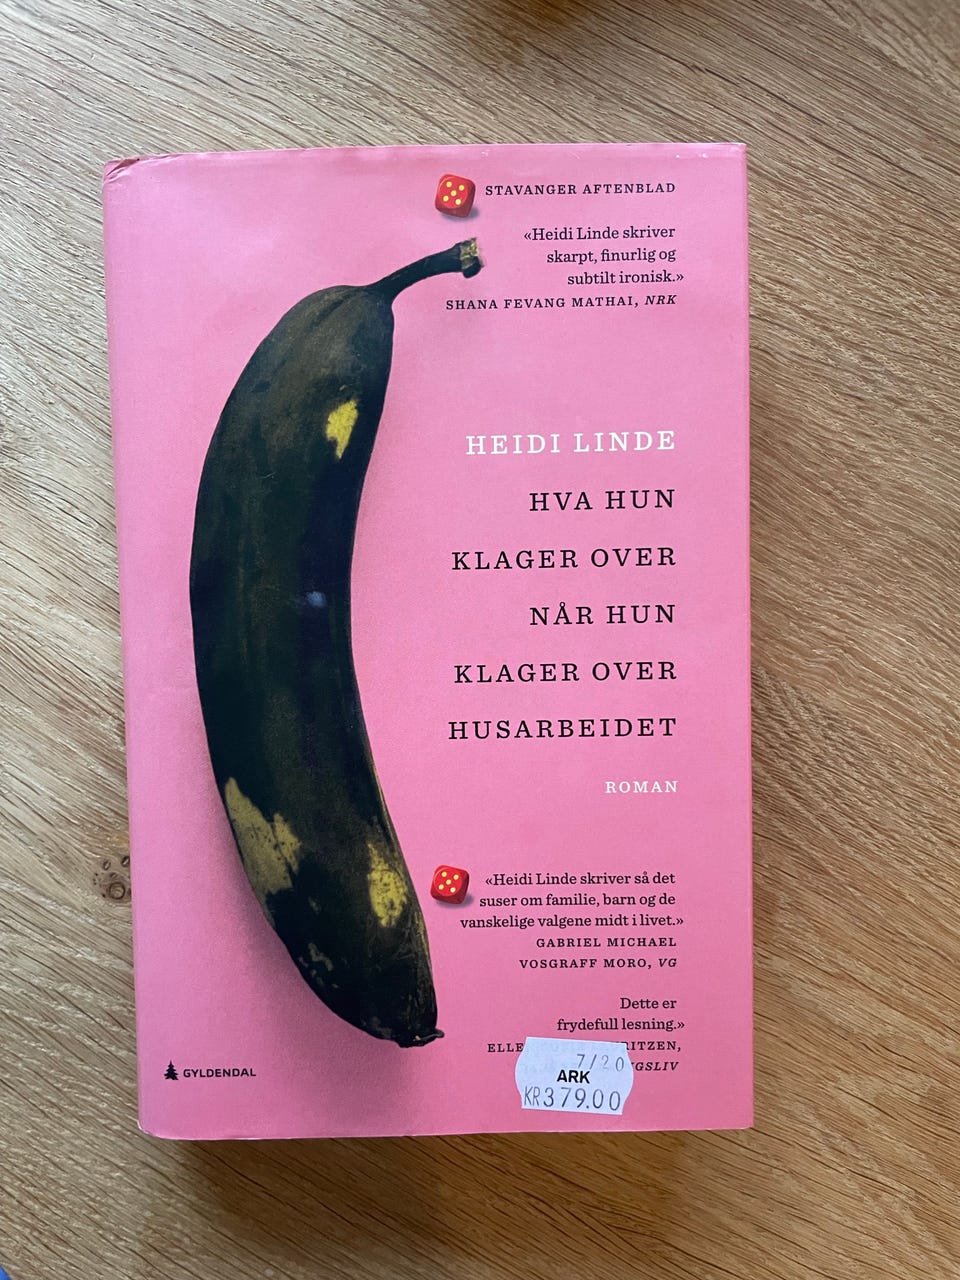 STAVANGER AFTENBLAD
«Heidi Linde skriver
skarpt, finurlig og
subtilt ironisk.»
SHANA FEVANG MATHAI, NRK
HEIDI LINDE
HVA HUN
KLAGER OVER
NÅR HUN
KLAGER OVER
HUSARBEIDET
ROMAN
«Heidi Linde skriver så det
suser om familie, barn og de
vanskelige valgene midt i livet.»
GABRIEL MICHAEL
VOSGRAFF MORO, VG
Dette er
frydefull lesning.»
GYLDENDAL
7/20
ARK
KR379.00